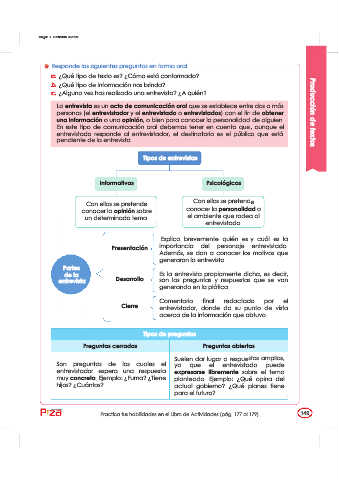 Responde las siguientes preguntas en forma oral
a. ¿Qué tipo de texto es? ¿Cómo está conformado?
b. ¿Qué tipo de información nos brinda?
c. ¿Alguna vez has realizado una entrevista? ¿A quién?
Producción de textos
La entrevista es un acto de comunicación oral que se establece entre dos o más
personas (el entrevistador y el entrevistado o entrevistados) con el fin de obtener
una información o una opinión, o bien para conocer la personalidad de alguien.
En este tipo de comunicación oral debemos tener en cuenta que, aunque el
entrevistado responde al entrevistador, el destinatario es el público que está
pendiente de la entrevista
Tipos de entrevistas
Informativas
Psicológicas
Con ellas se pretende
conocer la opinión sobre
un determinado tema
Con ellas se pretende
conocer la personalidad o
el ambiente que rodea al
entrevistado
Partes
de la
entrevista
Presentación
Explica brevemente quién es y cuál es la
importancia del personaje entrevistado.
Además, se dan a conocer los motivos que
generaron la entrevista
Desarrollo
Es la entrevista propiamente dicha, es decir,
son las preguntas y respuestas que se van
generando en la plática
Cierre
Comentario final redactado por el
entrevistador, donde da su punto de vista
acerca de la información que obtuvo
Tipos de preguntas
Preguntas cerradas
Preguntas abiertas
Son preguntas de las cuales el
entrevistador espera una respuesta
muy concreta. Ejemplo: ¿Fuma? ¿Tiene
hijos? ¿Cuántos?
Suelen dar lugar a respuestas amplias,
ya que el entrevistado puede
expresarse libremente sobre el tema
planteado. Ejemplo: ¿Qué opina del
actual gobierno? ¿Qué planes tiene
para el futuro?
Practica tus habilidades en el Libro de Actividades (pág. 177 al 179)
149